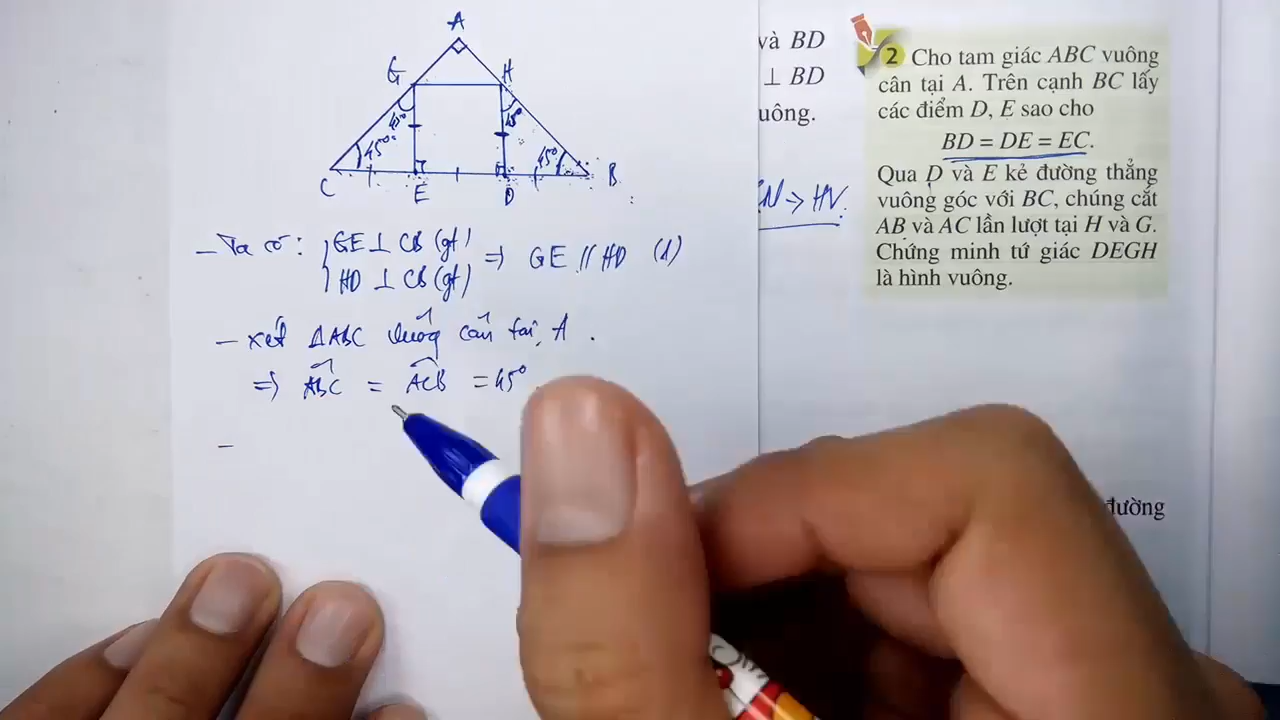 A
G
H
45°
45°
45°
C
E
D
B
- Ta có: GE ⊥ CB (gt)
HD ⊥ CB (gt)
⇒ GE // HD (1)
- xét ΔABC vuông cân tại A.
⇒ ABC = ACB = 45°
-
và BD
⊥ BD
uông.
→ HV.
2 Cho tam giác ABC vuông
cân tại A. Trên cạnh BC lấy
các điểm D, E sao cho
BD = DE = EC.
Qua D và E kẻ đường thẳng
vuông góc với BC, chúng cắt
AB và AC lần lượt tại H và G.
Chứng minh tứ giác DEGH
là hình vuông.
đường